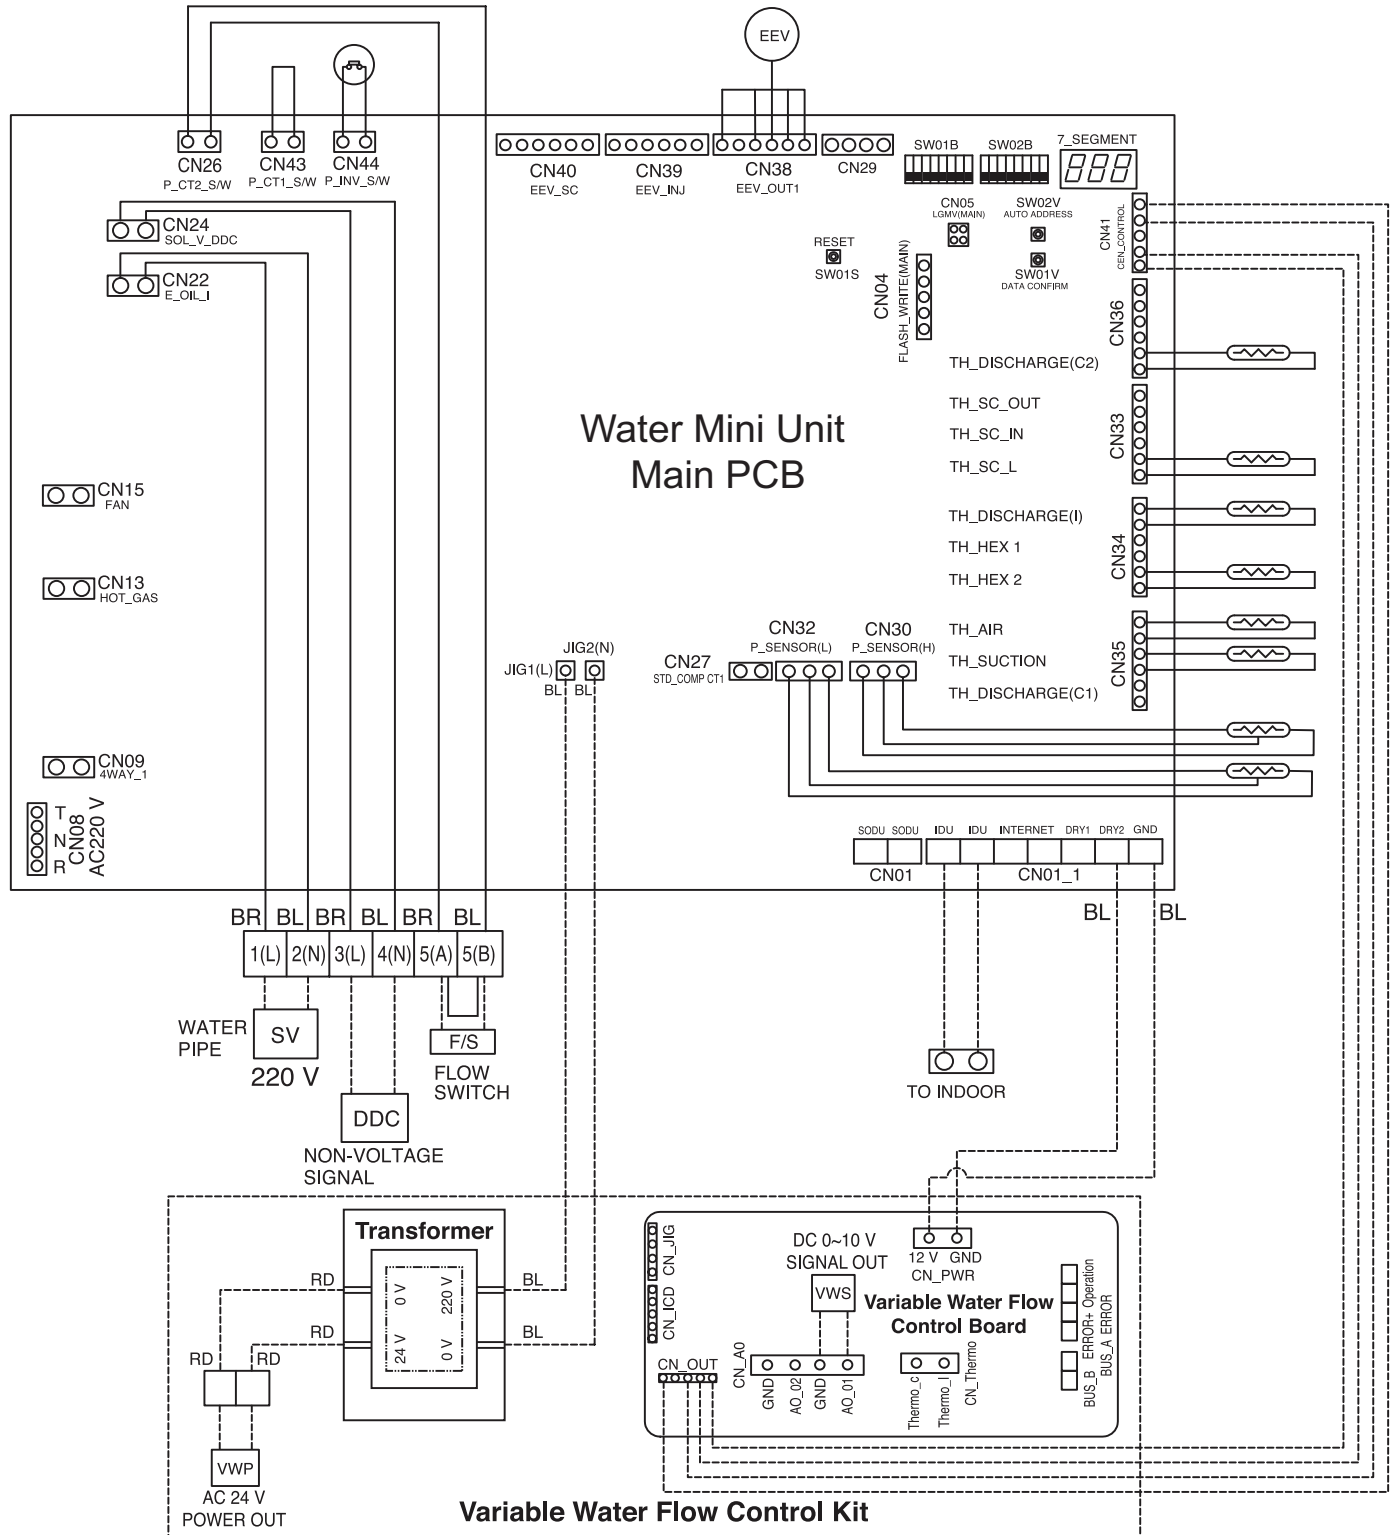 EEV
CN26
P_CT2_S/W
CN43
P_CT1_S/W
CN44
P_INV_S/W
CN40
EEV_SC
CN39
EEV_INJ
CN38
EEV_OUT1
CN29
SW01B
SW02B
7_SEGMENT
CN24
SOL_V_DDC
CN22
E_OIL_I
CN05
LGMV(MAIN)
SW02V
AUTO ADDRESS
RESET
SW01S
SW01V
DATA CONFIRM
CN04
FLASH_WRITE(MAIN)
CN41
CEN_CONTROL
CN36
TH_DISCHARGE(C2)
Water Mini Unit
Main PCB
TH_SC_OUT
TH_SC_IN
TH_SC_L
CN33
CN15
FAN
TH_DISCHARGE(I)
TH_HEX 1
TH_HEX 2
CN34
CN13
HOT_GAS
TH_AIR
TH_SUCTION
TH_DISCHARGE(C1)
CN35
JIG1(L)
JIG2(N)
BL
BL
CN27
STD_COMP CT1
CN32
P_SENSOR(L)
CN30
P_SENSOR(H)
CN09
4WAY_1
T
N
R
CN08
AC220 V
SODU SODU IDU IDU INTERNET DRY1 DRY2 GND
CN01
CN01_1
BR BL BR BL BR BL
BL BL
1(L) 2(N) 3(L) 4(N) 5(A) 5(B)
WATER
PIPE
SV
220 V
F/S
FLOW
SWITCH
DDC
NON-VOLTAGE
SIGNAL
TO INDOOR
Transformer
RD
RD
0 V
24 V
220 V
0 V
BL
BL
RD RD
VWP
AC 24 V
POWER OUT
CN_JIG
CN_ICD
DC 0~10 V
SIGNAL OUT
VWS
12 V GND
CN_PWR
Variable Water Flow
Control Board
CN_OUT
CN_A0
GND
AO_02
GND
AO_01
Thermo_c
Thermo_I
CN_Thermo
BUS_B ERROR+ Operation
BUS_A ERROR
Variable Water Flow Control Kit